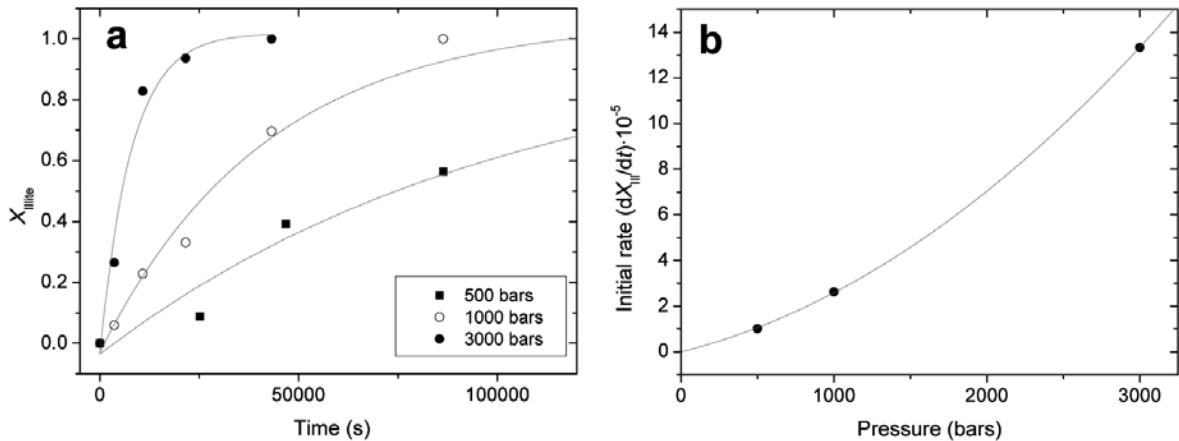 a
1.0
0.8
0.6
0.4
0.2
0.0
X_Illite
0
50000
100000
Time (s)
500 bars
1000 bars
3000 bars
b
14
12
10
8
6
4
2
0
Initial rate (dX_Ill/dt)·10^-5
0
1000
2000
3000
Pressure (bars)